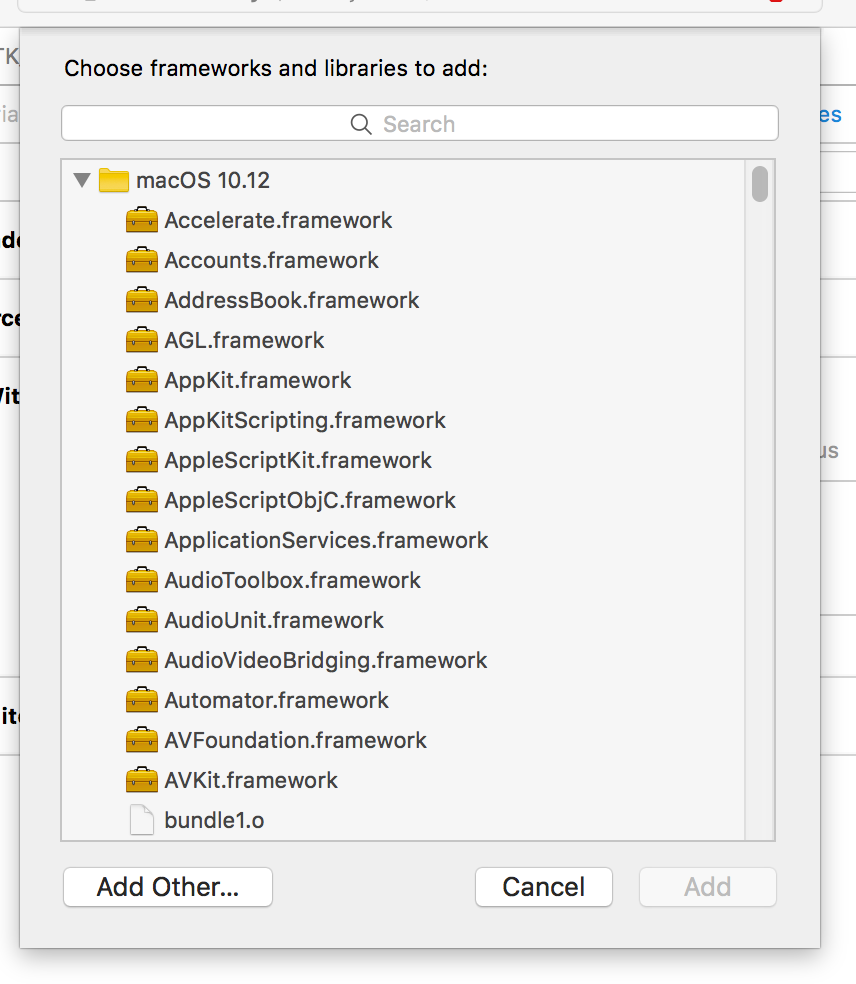 Choose frameworks and libraries to add:
Search
macOS 10.12
Accelerate.framework
Accounts.framework
AddressBook.framework
AGL.framework
AppKit.framework
AppKitScripting.framework
AppleScriptKit.framework
AppleScriptObjC.framework
ApplicationServices.framework
AudioToolbox.framework
AudioUnit.framework
AudioVideoBridging.framework
Automator.framework
AVFoundation.framework
AVKit.framework
bundle1.o
Add Other...
Cancel
Add